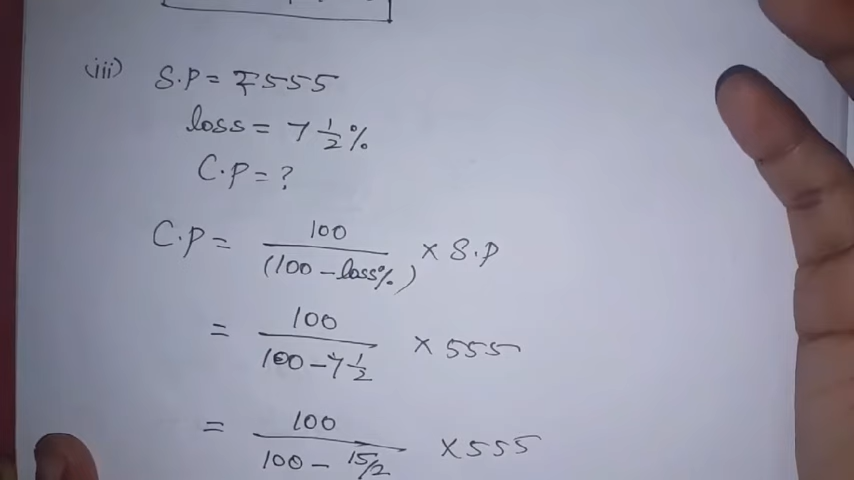 (iii) S.P = ₹555
loss = 7 1/2 %
C.P = ?
C.P = 100/(100 - loss%) × S.P
= 100/(100 - 7 1/2) × 555
= 100/(100 - 15/2) × 555